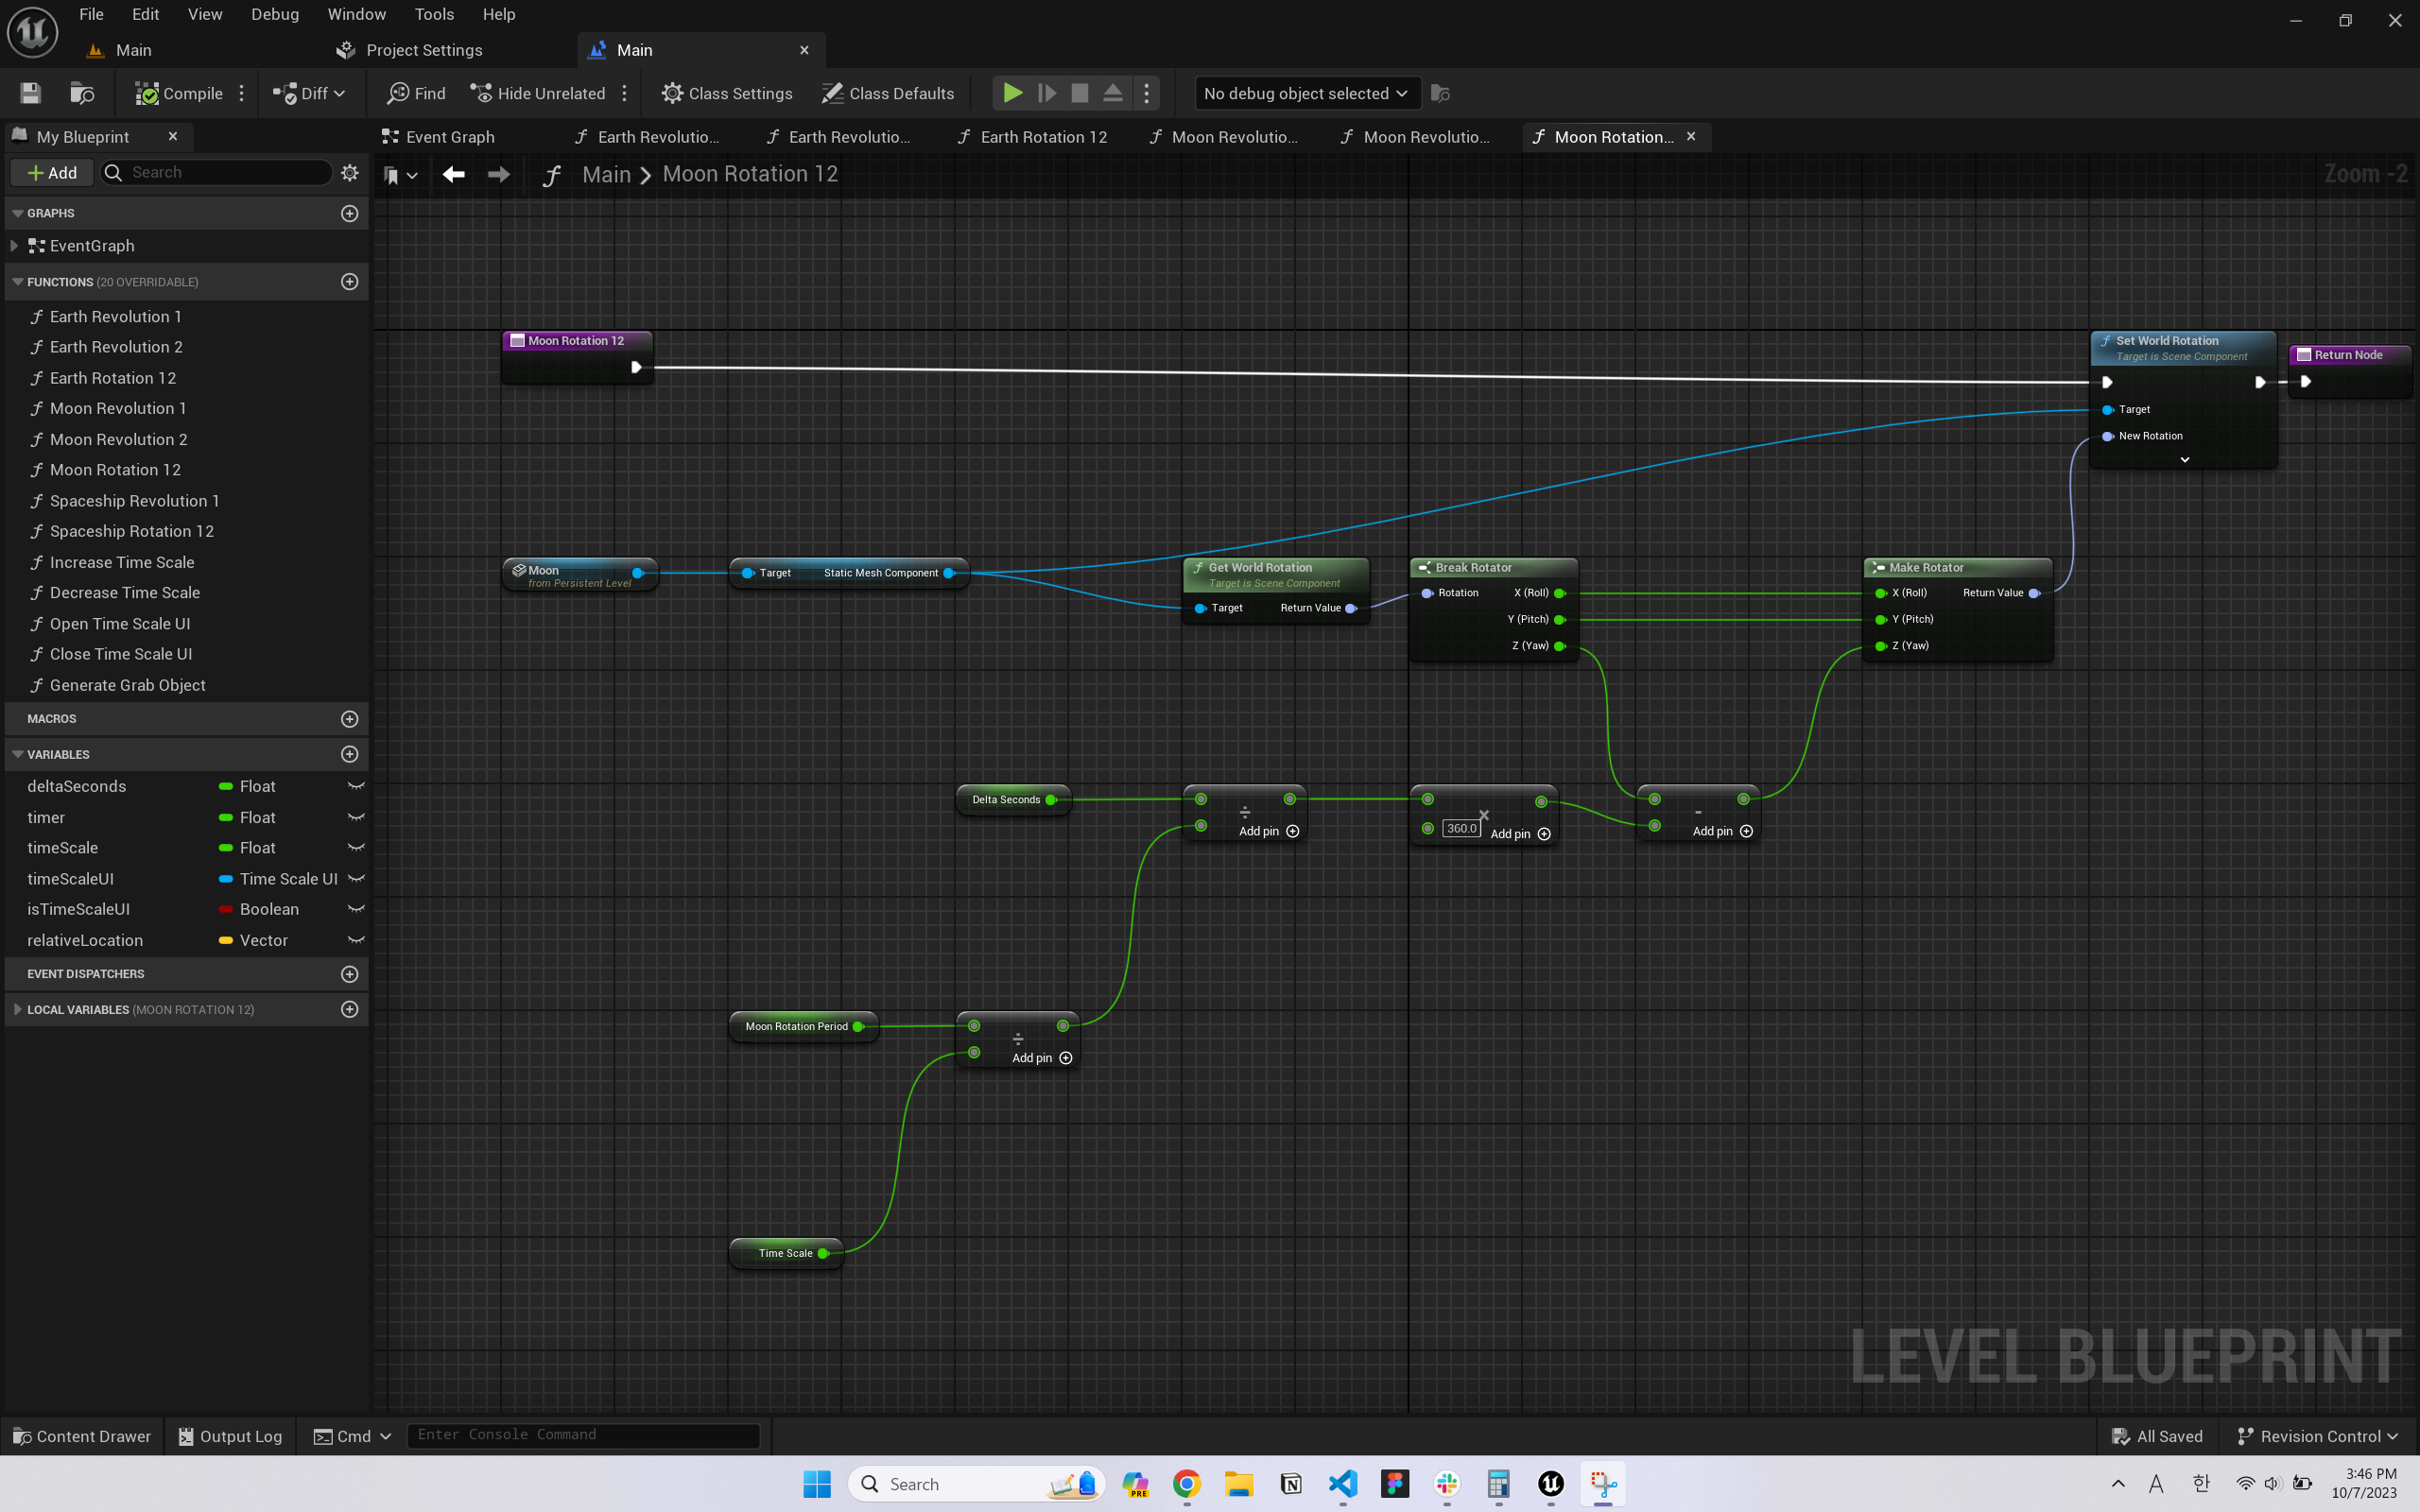 File Edit View Debug Window Tools Help
Main Project Settings Main
Compile Diff Find Hide Unrelated Class Settings Class Defaults No debug object selected
My Blueprint Event Graph Earth Revolutio... Earth Revolutio... Earth Rotation 12 Moon Revolutio... Moon Revolutio... Moon Rotation...
Add Search Main > Moon Rotation 12 Zoom -2
GRAPHS
EventGraph
FUNCTIONS (20 OVERRIDABLE)
Earth Revolution 1
Earth Revolution 2
Earth Rotation 12
Moon Revolution 1
Moon Revolution 2
Moon Rotation 12
Spaceship Revolution 1
Spaceship Rotation 12
Increase Time Scale
Decrease Time Scale
Open Time Scale UI
Close Time Scale UI
Generate Grab Object
MACROS
VARIABLES
deltaSeconds Float
timer Float
timeScale Float
timeScaleUI Time Scale UI
isTimeScaleUI Boolean
relativeLocation Vector
EVENT DISPATCHERS
LOCAL VARIABLES (MOON ROTATION 12)
Moon Rotation 12
Set World Rotation
Target is Scene Component
Target
New Rotation
Return Node
Moon
from Persistent Level
Target Static Mesh Component
Get World Rotation
Target is Scene Component
Target Return Value
Break Rotator
Rotation X (Roll)
Y (Pitch)
Z (Yaw)
Make Rotator
X (Roll) Return Value
Y (Pitch)
Z (Yaw)
Delta Seconds
÷
Add pin
×
360.0 Add pin
-
Add pin
Moon Rotation Period
÷
Add pin
Time Scale
LEVEL BLUEPRINT
Content Drawer Output Log Cmd Enter Console Command All Saved Revision Control
Search PRE A 한 3:46 PM
10/7/2023